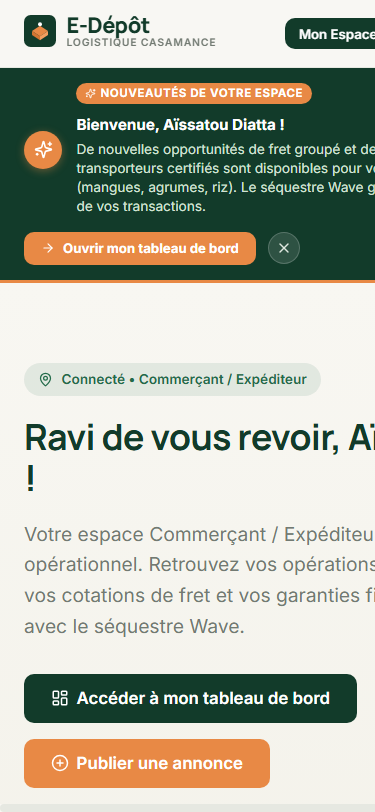 E-Dépôt
LOGISTIQUE CASAMANCE
Mon Espace
NOUVEAUTÉS DE VOTRE ESPACE
Bienvenue, Aïssatou Diatta !
De nouvelles opportunités de fret groupé et de
transporteurs certifiés sont disponibles pour v
(mangues, agrumes, riz). Le séquestre Wave g
de vos transactions.
Ouvrir mon tableau de bord
Connecté • Commerçant / Expéditeur
Ravi de vous revoir, Aï
!
Votre espace Commerçant / Expéditeu
opérationnel. Retrouvez vos opérations
vos cotations de fret et vos garanties fi
avec le séquestre Wave.
Accéder à mon tableau de bord
Publier une annonce